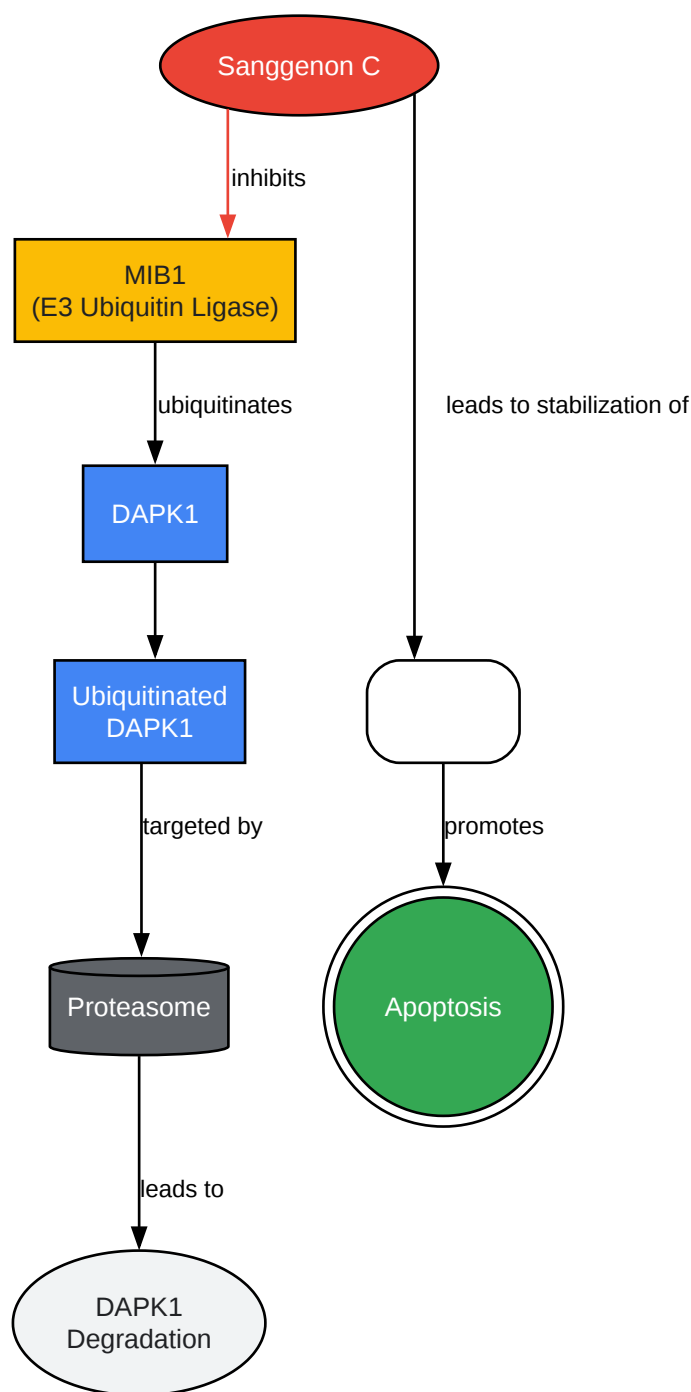 Sanggenon C
inhibits
MIB1
(E3 Ubiquitin Ligase)
ubiquitinates
leads to stabilization of
DAPK1
Ubiquitinated
DAPK1
targeted by
promotes
Proteasome
Apoptosis
leads to
DAPK1
Degradation